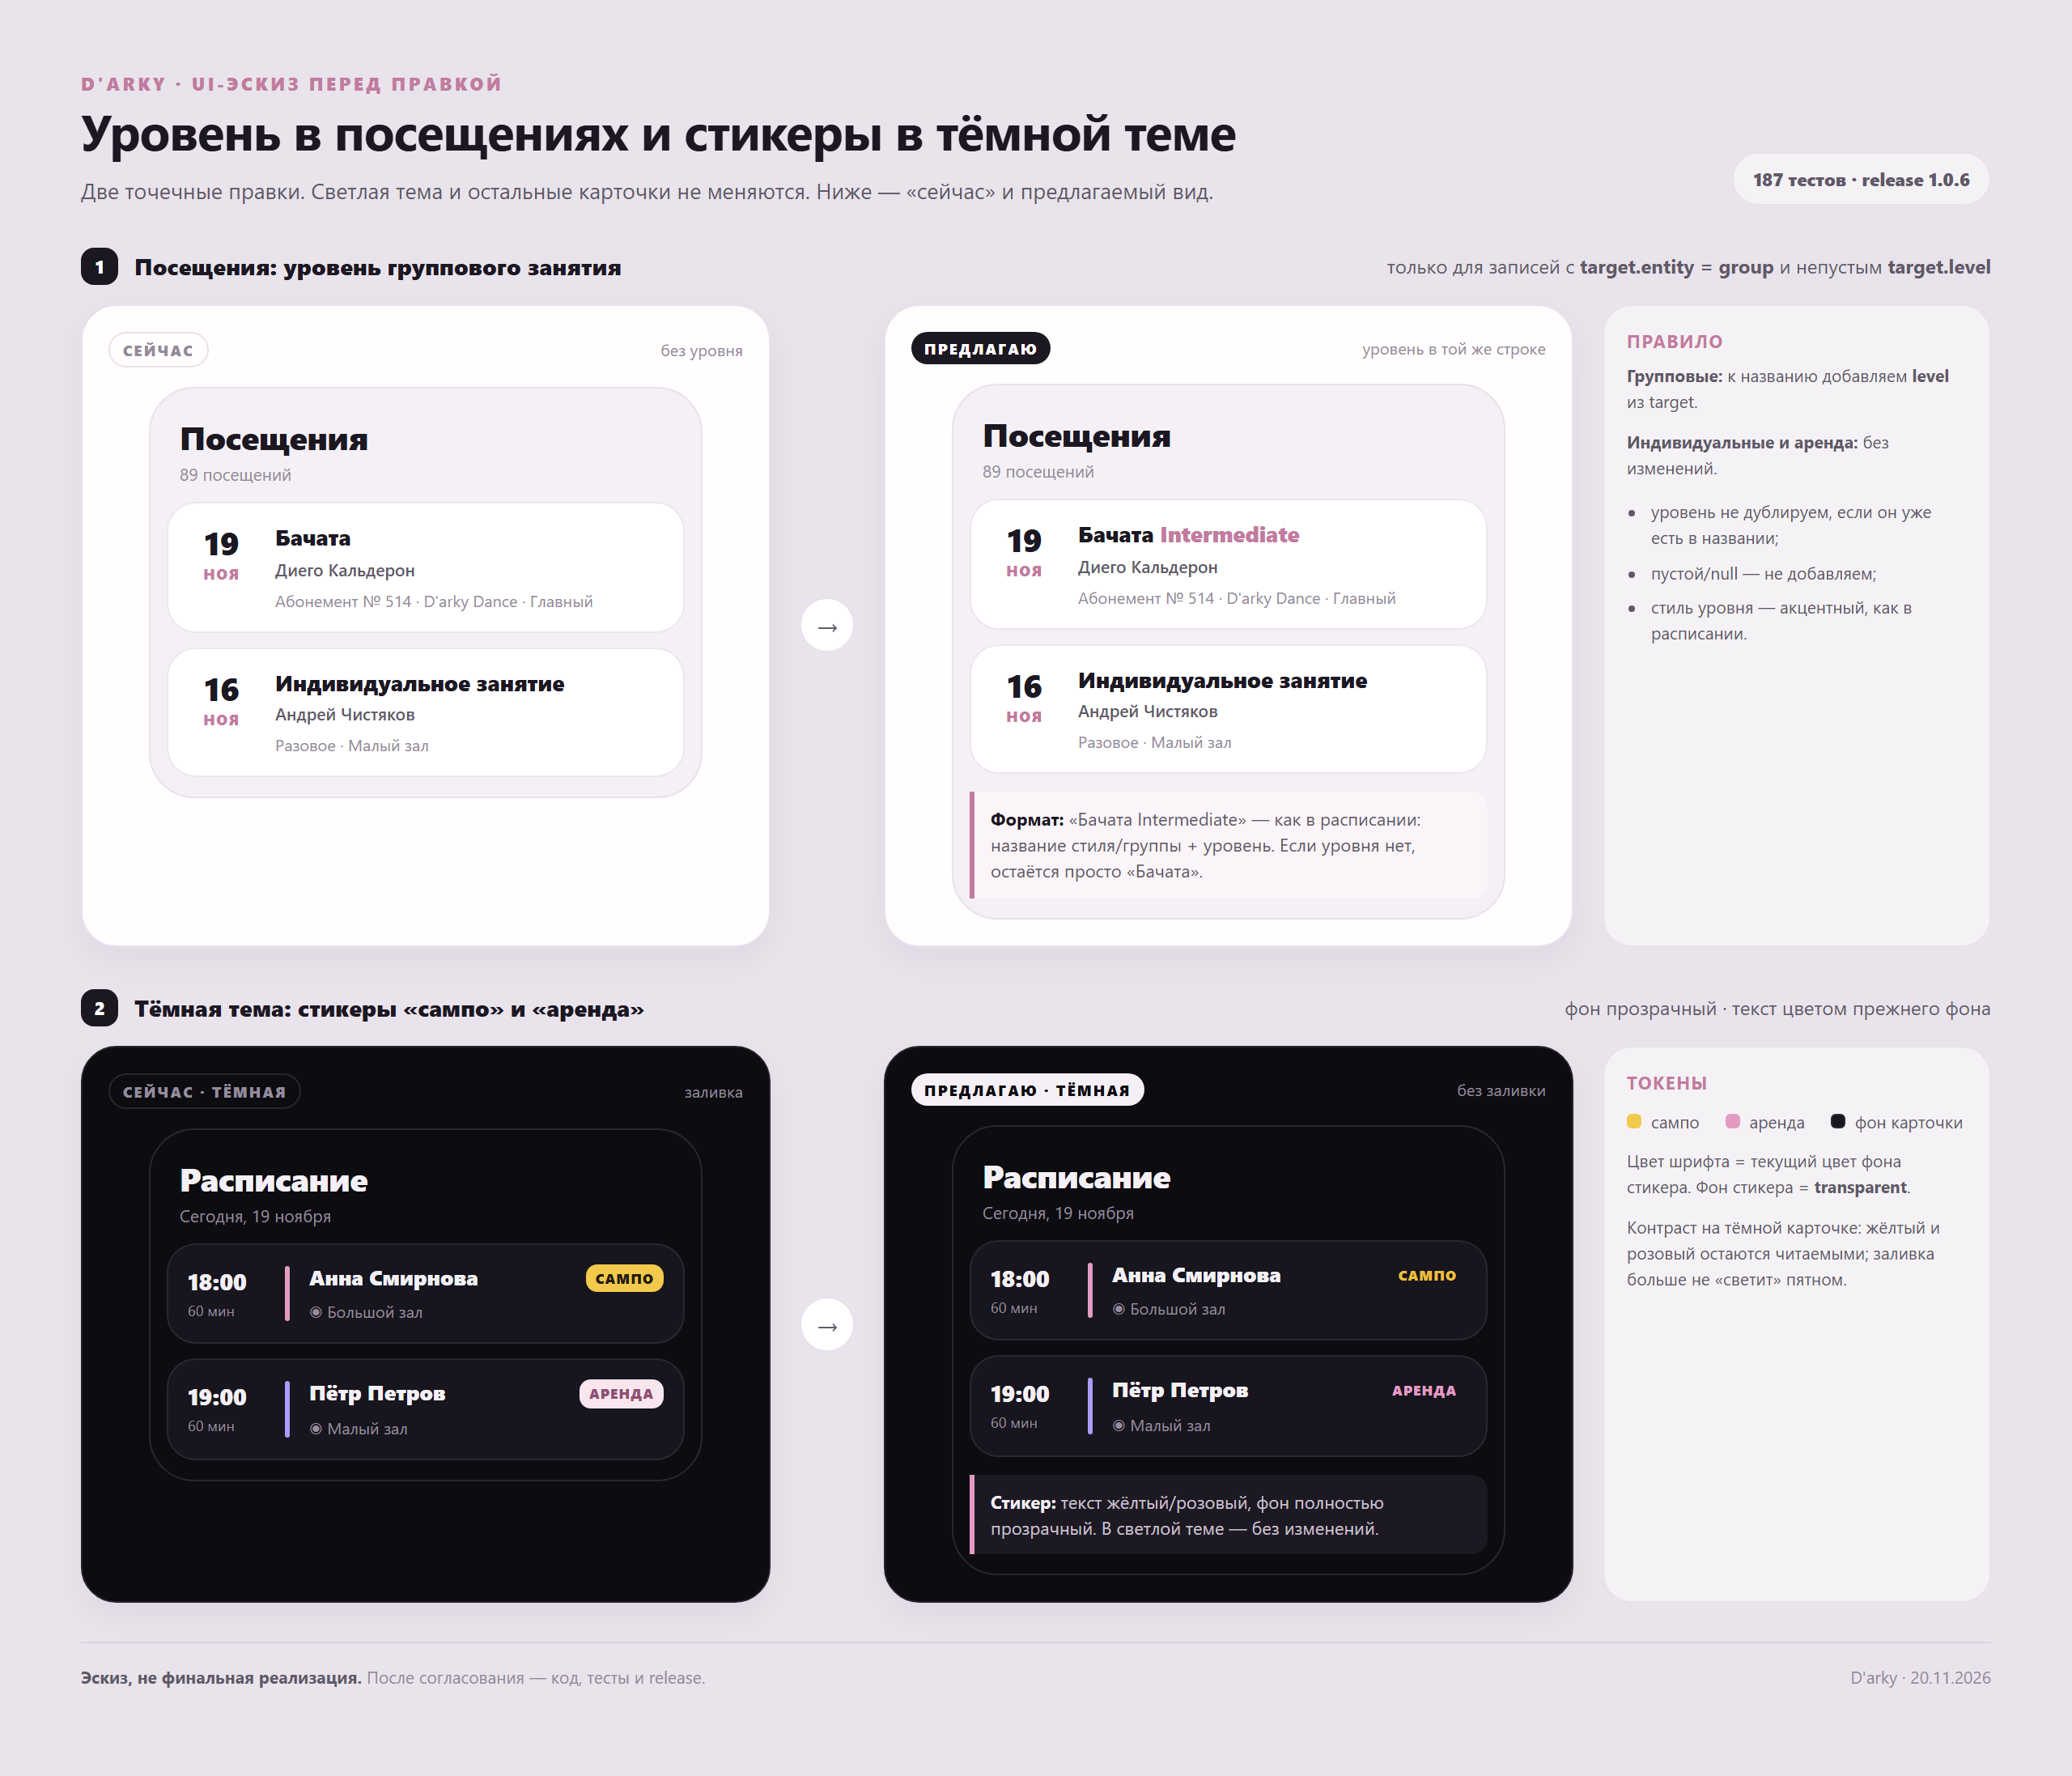 D'ARKY · UI-ЭСКИЗ ПЕРЕД ПРАВКОЙ
Уровень в посещениях и стикеры в тёмной теме
Две точечные правки. Светлая тема и остальные карточки не меняются. Ниже — «сейчас» и предлагаемый вид.
187 тестов · release 1.0.6
1 Посещения: уровень группового занятия
только для записей с target.entity = group и непустым target.level
СЕЙЧАС
без уровня
Посещения
89 посещений
19 Бачата
ноя Диего Кальдерон
Абонемент № 514 · D'arky Dance · Главный
16 Индивидуальное занятие
ноя Андрей Чистяков
Разовое · Малый зал
→
ПРЕДЛАГАЮ
уровень в той же строке
Посещения
89 посещений
19 Бачата Intermediate
ноя Диего Кальдерон
Абонемент № 514 · D'arky Dance · Главный
16 Индивидуальное занятие
ноя Андрей Чистяков
Разовое · Малый зал
Формат: «Бачата Intermediate» — как в расписании:
название стиля/группы + уровень. Если уровня нет,
остаётся просто «Бачата».
ПРАВИЛО
Групповые: к названию добавляем level
из target.
Индивидуальные и аренда: без
изменений.
• уровень не дублируем, если он уже
есть в названии;
• пустой/null — не добавляем;
• стиль уровня — акцентный, как в
расписании.
2 Тёмная тема: стикеры «сампо» и «аренда»
фон прозрачный · текст цветом прежнего фона
СЕЙЧАС · ТЁМНАЯ
заливка
Расписание
Сегодня, 19 ноября
18:00 Анна Смирнова САМПО
60 мин ◉ Большой зал
19:00 Пётр Петров АРЕНДА
60 мин ◉ Малый зал
→
ПРЕДЛАГАЮ · ТЁМНАЯ
без заливки
Расписание
Сегодня, 19 ноября
18:00 Анна Смирнова САМПО
60 мин ◉ Большой зал
19:00 Пётр Петров АРЕНДА
60 мин ◉ Малый зал
Стикер: текст жёлтый/розовый, фон полностью
прозрачный. В светлой теме — без изменений.
ТОКЕНЫ
сампо аренда фон карточки
Цвет шрифта = текущий цвет фона
стикера. Фон стикера = transparent.
Контраст на тёмной карточке: жёлтый и
розовый остаются читаемыми; заливка
больше не «светит» пятном.
Эскиз, не финальная реализация. После согласования — код, тесты и release.
D'arky · 20.11.2026